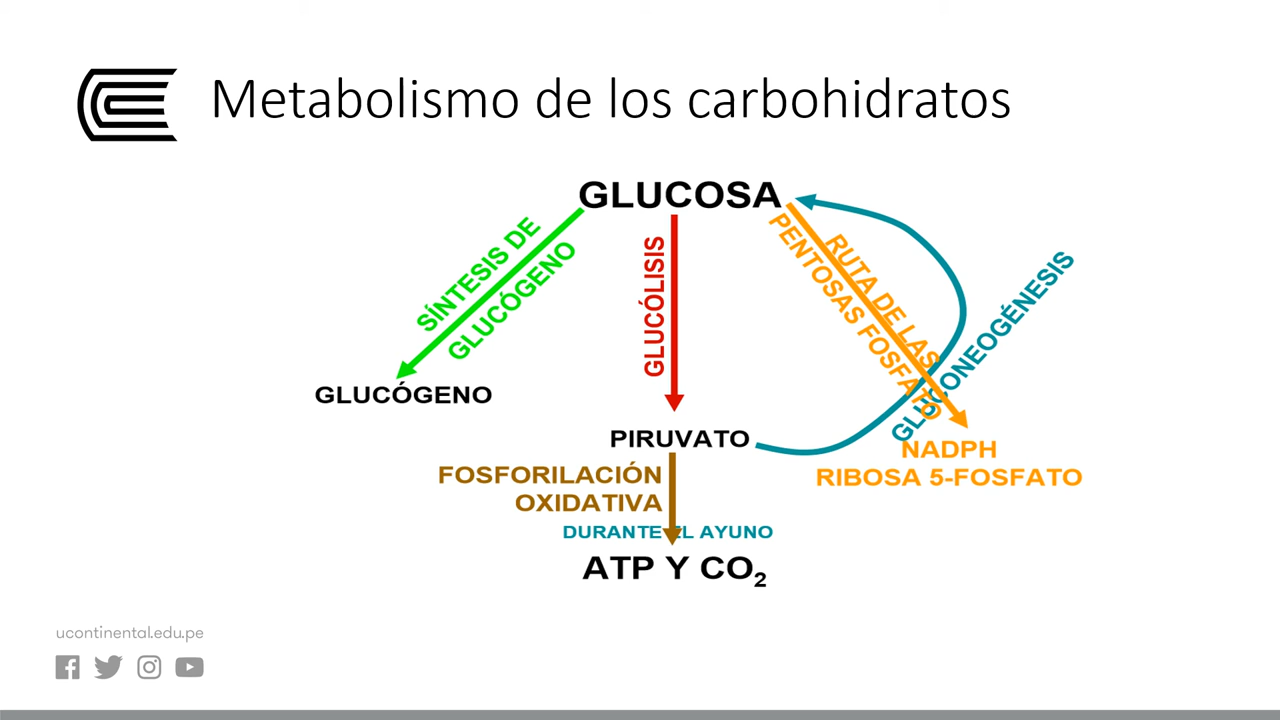 Metabolismo de los carbohidratos
GLUCOSA
SÍNTESIS DE
GLUCÓGENO
GLUCÓLISIS
RUTA DE LAS
PENTOSAS FOSFATO
GLUCONEOGÉNESIS
GLUCÓGENO
PIRUVATO
NADPH
RIBOSA 5-FOSFATO
FOSFORILACIÓN
OXIDATIVA
DURANTE EL AYUNO
ATP Y CO₂
ucontinental.edu.pe